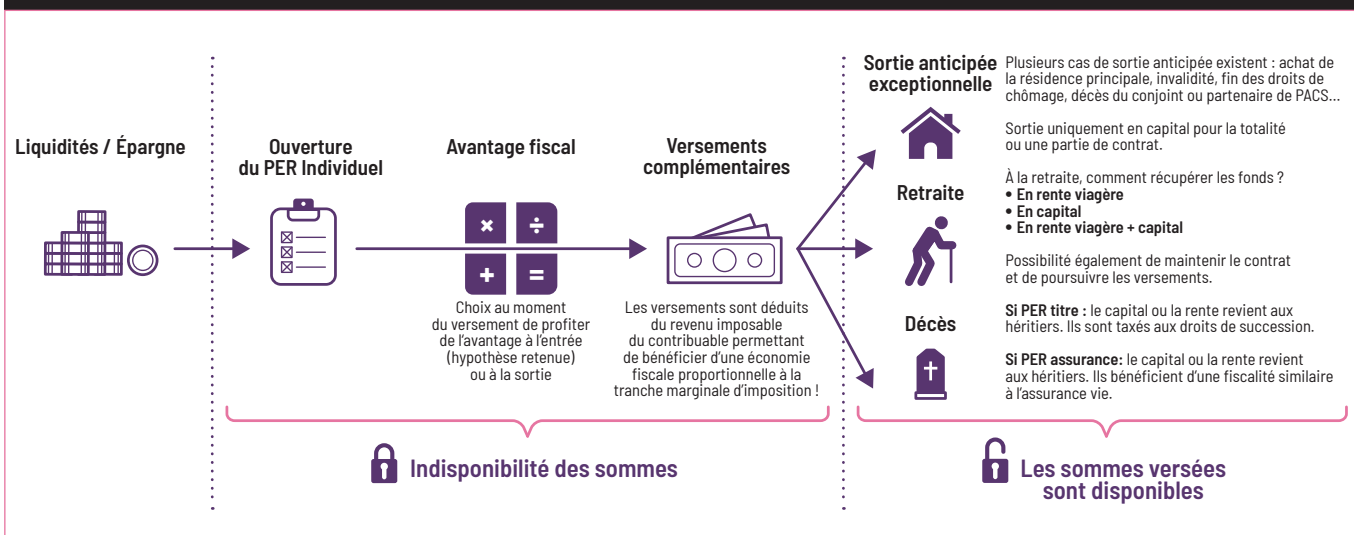 Liquidités / Épargne
Ouverture
du PER Individuel
Avantage fiscal
Choix au moment
du versement de profiter
de l'avantage à l'entrée
(hypothèse retenue)
ou à la sortie
Versements
complémentaires
Les versements sont déduits
du revenu imposable
du contribuable permettant
de bénéficier d'une économie
fiscale proportionnelle à la
tranche marginale d'imposition !
Indisponibilité des sommes
Sortie anticipée
exceptionnelle
Plusieurs cas de sortie anticipée existent : achat de
la résidence principale, invalidité, fin des droits de
chômage, décès du conjoint ou partenaire de PACS...
Sortie uniquement en capital pour la totalité
ou une partie de contrat.
Retraite
À la retraite, comment récupérer les fonds ?
• En rente viagère
• En capital
• En rente viagère + capital
Possibilité également de maintenir le contrat
et de poursuivre les versements.
Décès
Si PER titre : le capital ou la rente revient aux
héritiers. Ils sont taxés aux droits de succession.
Si PER assurance: le capital ou la rente revient
aux héritiers. Ils bénéficient d'une fiscalité similaire
à l'assurance vie.
Les sommes versées
sont disponibles